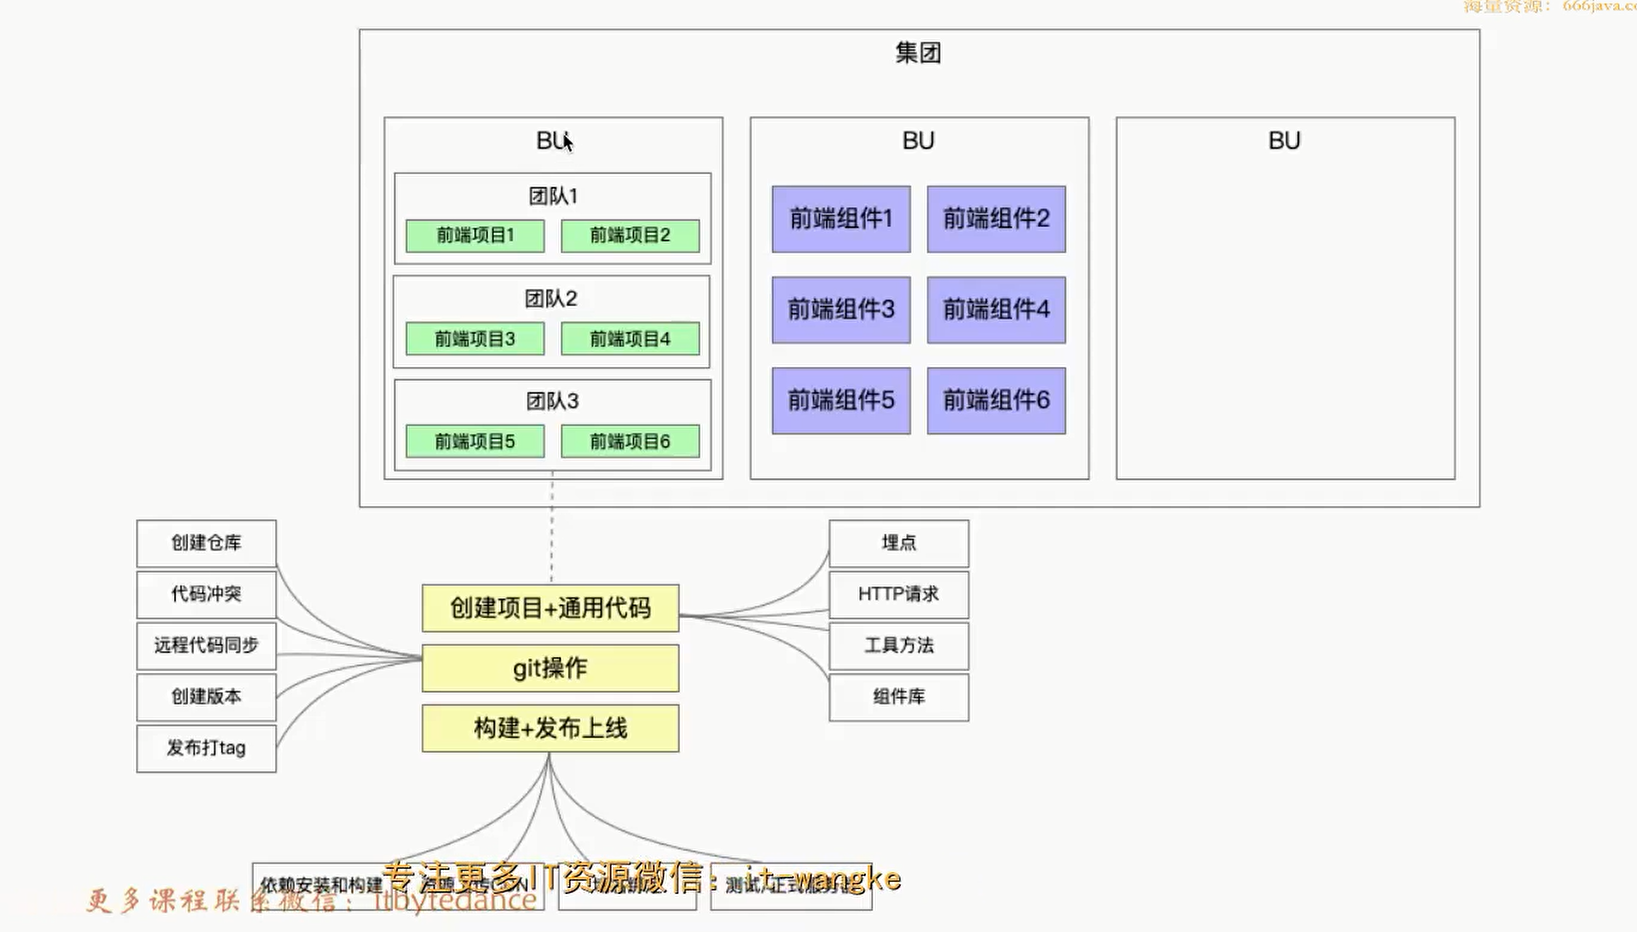 海量资源：666java.co
集团
BU
BU
BU
团队1
前端项目1
前端项目2
团队2
前端项目3
前端项目4
团队3
前端项目5
前端项目6
前端组件1
前端组件2
前端组件3
前端组件4
前端组件5
前端组件6
创建仓库
代码冲突
远程代码同步
创建版本
发布打tag
创建项目+通用代码
git操作
构建+发布上线
埋点
HTTP请求
工具方法
组件库
依赖安装和构建
测试/正式服务器
专注更多IT资源微信：it-wangke
更多课程联系微信：itbytedance